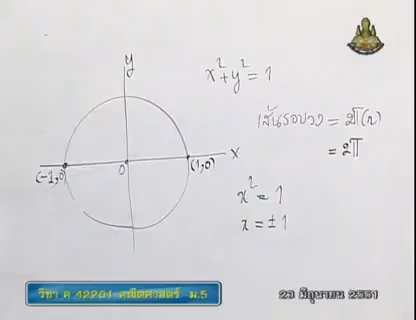 y
x² + y² = 1
เส้นรอบวง = 2π(r)
= 2π
x
(-1,0)
0
(1,0)
x² = 1
x = ±1
วิชา ค 42201 คณิตศาสตร์ ม.5
23 มิถุนายน 2551